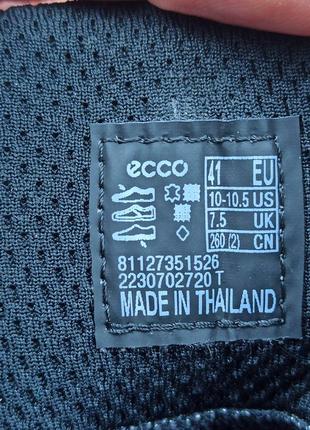 ecco
41 EU
10-10.5 US
7.5 UK
260 (2) CN
81127351526
2230702720 T
MADE IN THAILAND